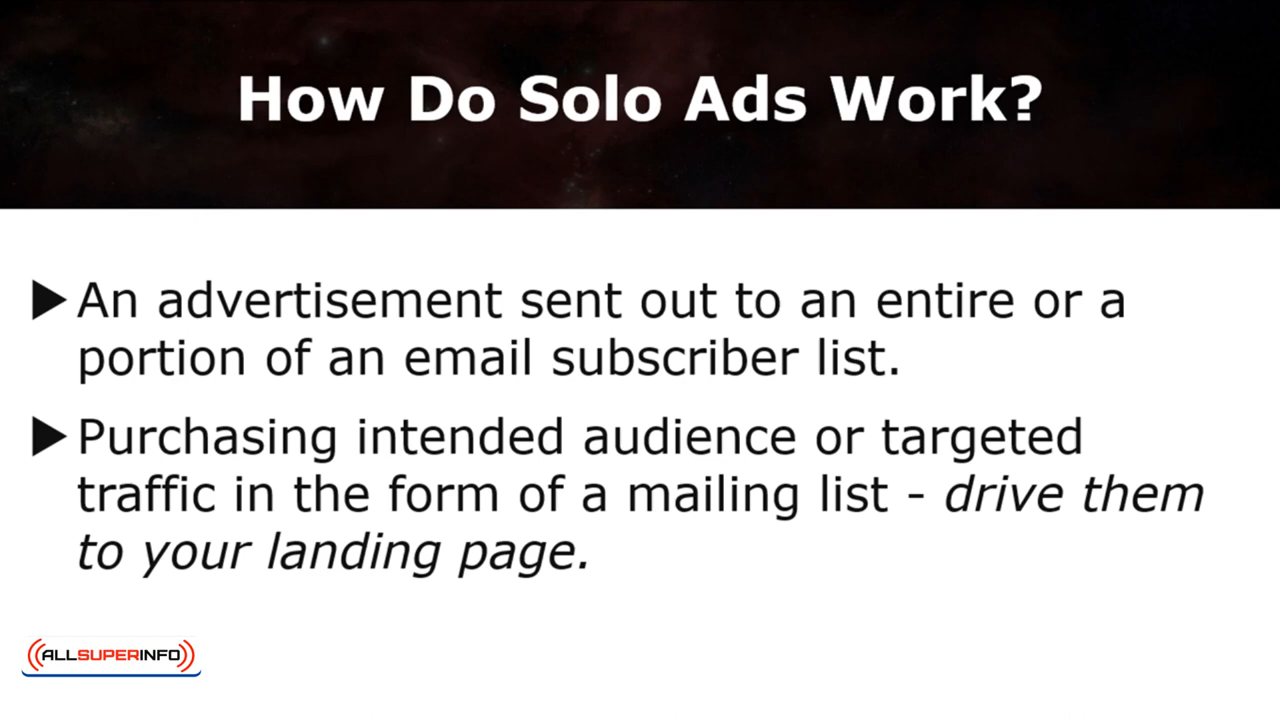 How Do Solo Ads Work?
▶ An advertisement sent out to an entire or a
portion of an email subscriber list.
▶ Purchasing intended audience or targeted
traffic in the form of a mailing list - drive them
to your landing page.
((ALLSUPERINFO))